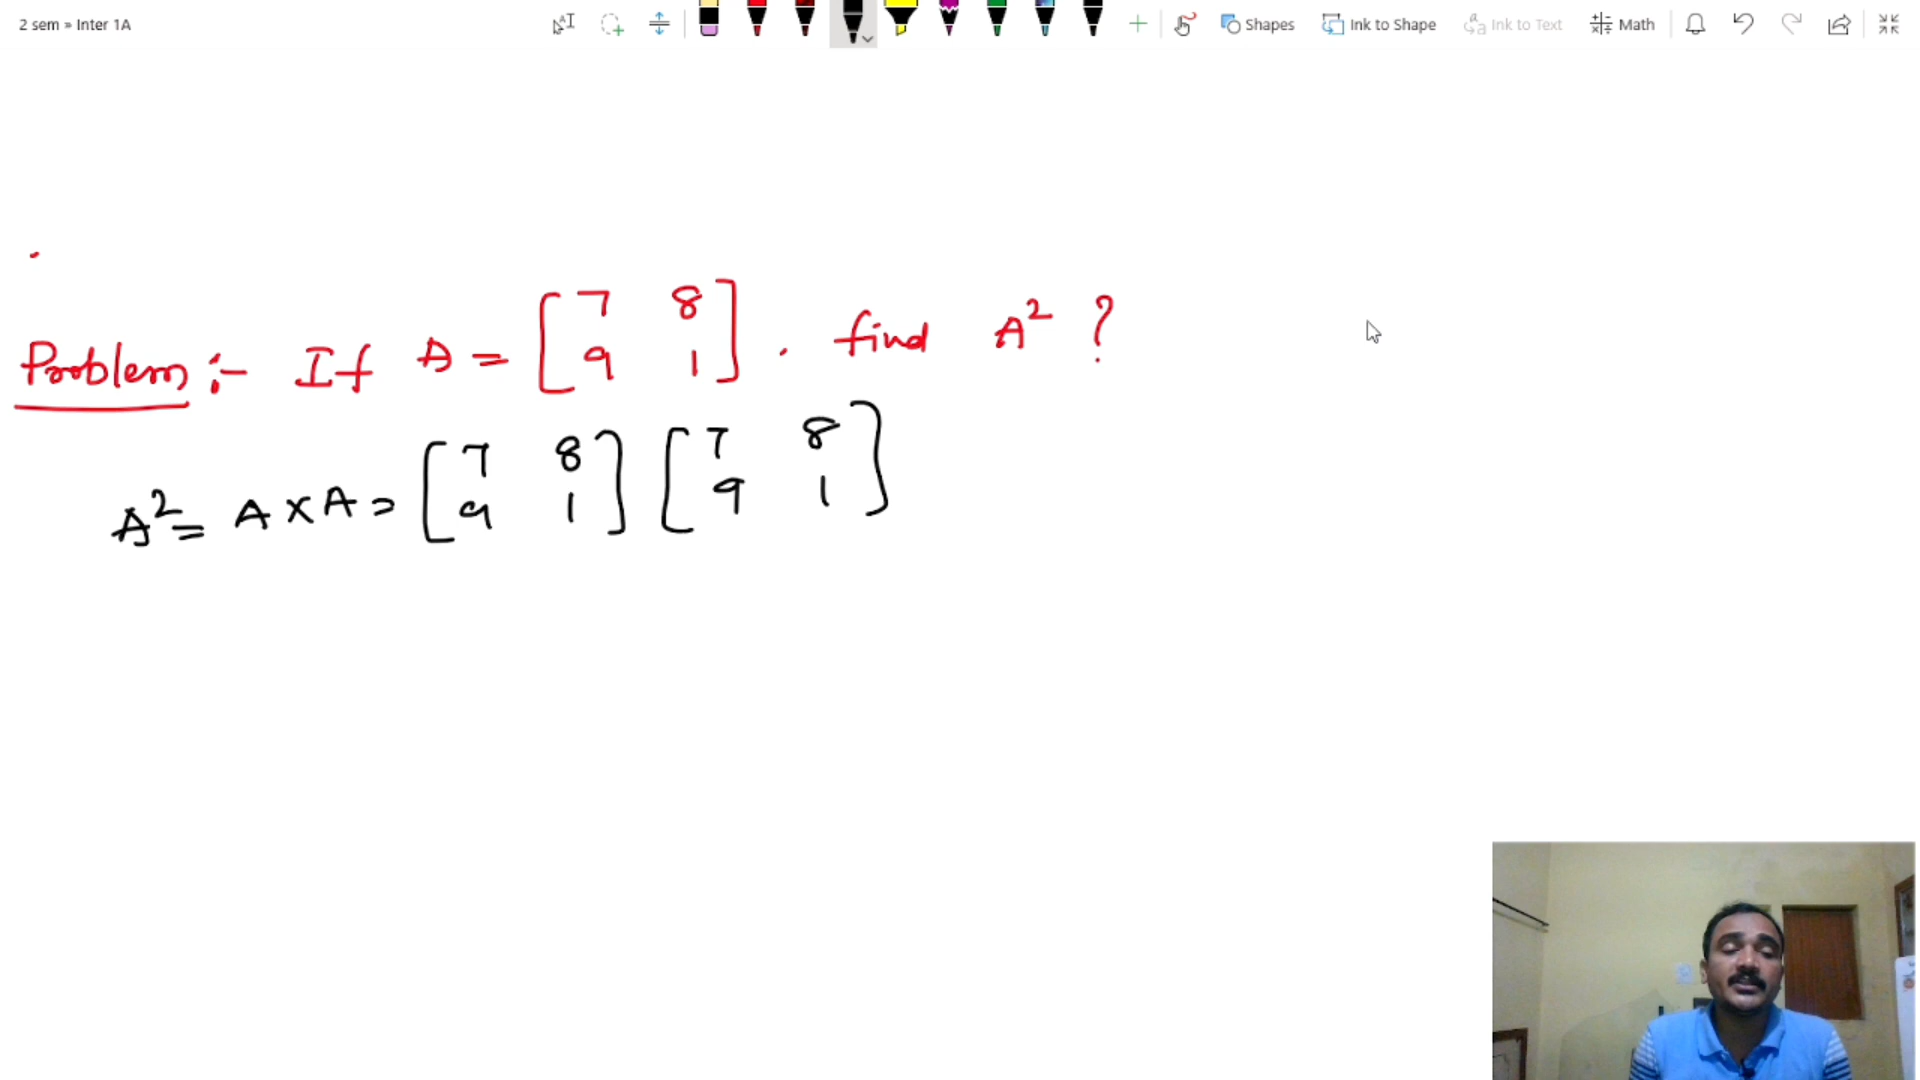 2 sem » Inter 1A
Shapes Ink to Shape Ink to Text Math
Problem :- If A = [7 8; 9 1] . find A² ?
A² = A × A = [7 8; 9 1] [7 8; 9 1]